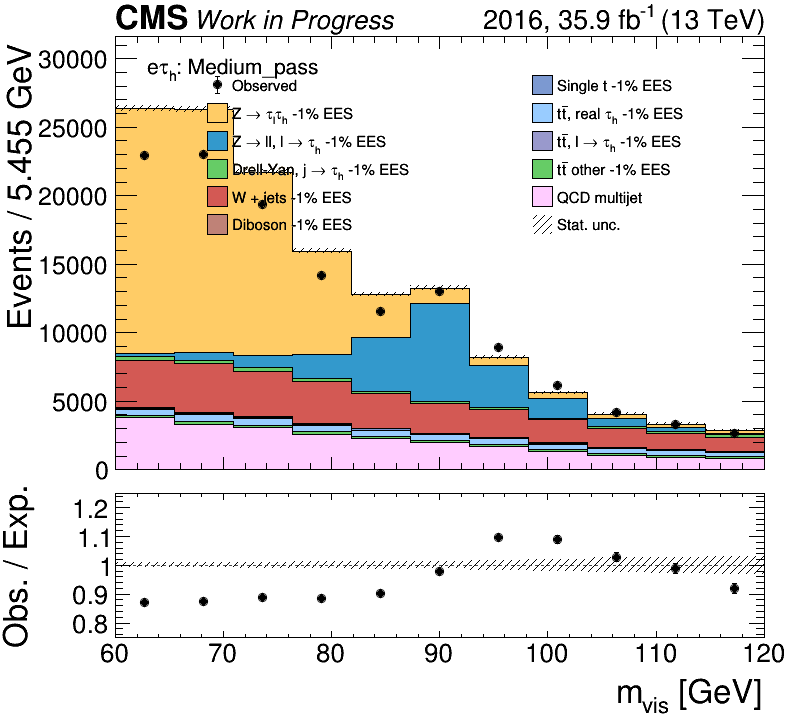 CMS Work in Progress 2016, 35.9 fb⁻¹ (13 TeV)
Events / 5.455 GeV
30000
25000
20000
15000
10000
5000
0
eτh: Medium_pass
Observed
Z → τlτh -1% EES
Z → ll, l → τh -1% EES
Drell-Yan, j → τh -1% EES
W + jets -1% EES
Diboson -1% EES
Single t -1% EES
tt̄, real τh -1% EES
tt̄, l → τh -1% EES
tt̄ other -1% EES
QCD multijet
Stat. unc.
Obs. / Exp.
1.2
1.1
1
0.9
0.8
60 70 80 90 100 110 120
mvis [GeV]